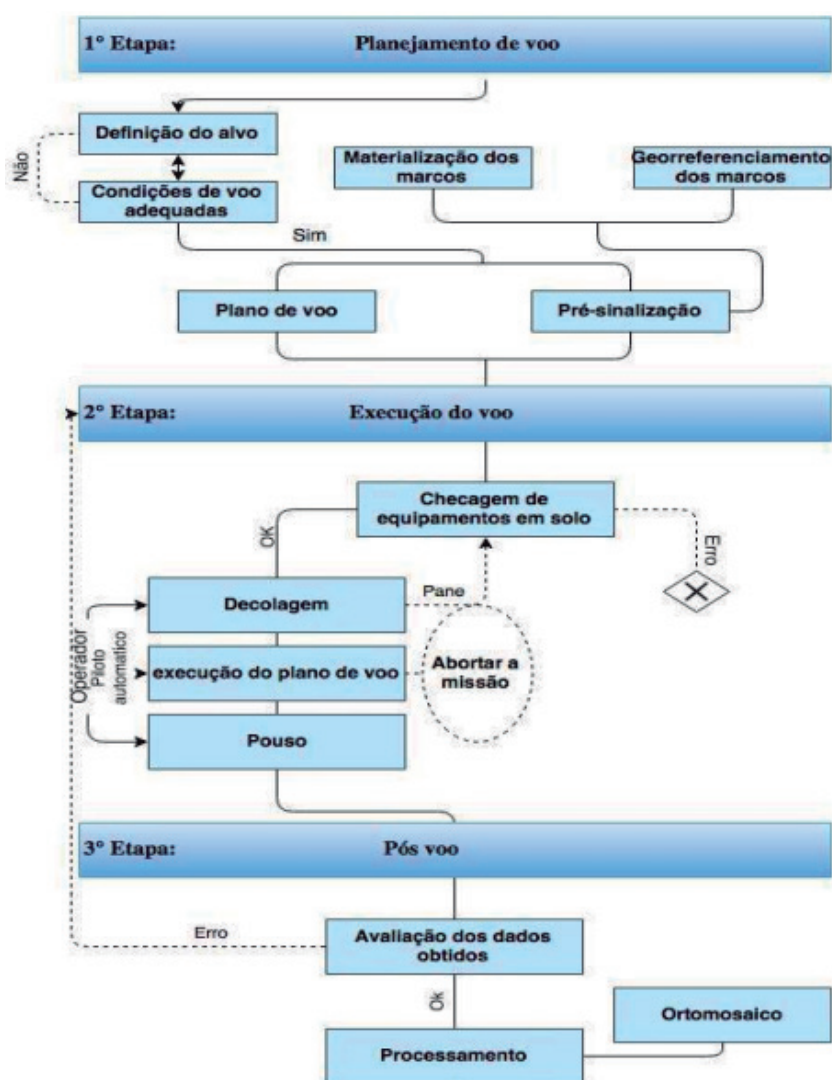 1° Etapa: Planejamento de voo
Definição do alvo
Não
Condições de voo
adequadas
Materialização dos
marcos
Georreferenciamento
dos marcos
Sim
Plano de voo
Pré-sinalização
2° Etapa: Execução do voo
Checagem de
equipamentos em solo
OK
Erro
Decolagem
Pane
Operador
Piloto
automatico
execução do plano de voo
Abortar a
missão
Pouso
3° Etapa: Pós voo
Erro
Avaliação dos dados
obtidos
Ok
Ortomosaico
Processamento